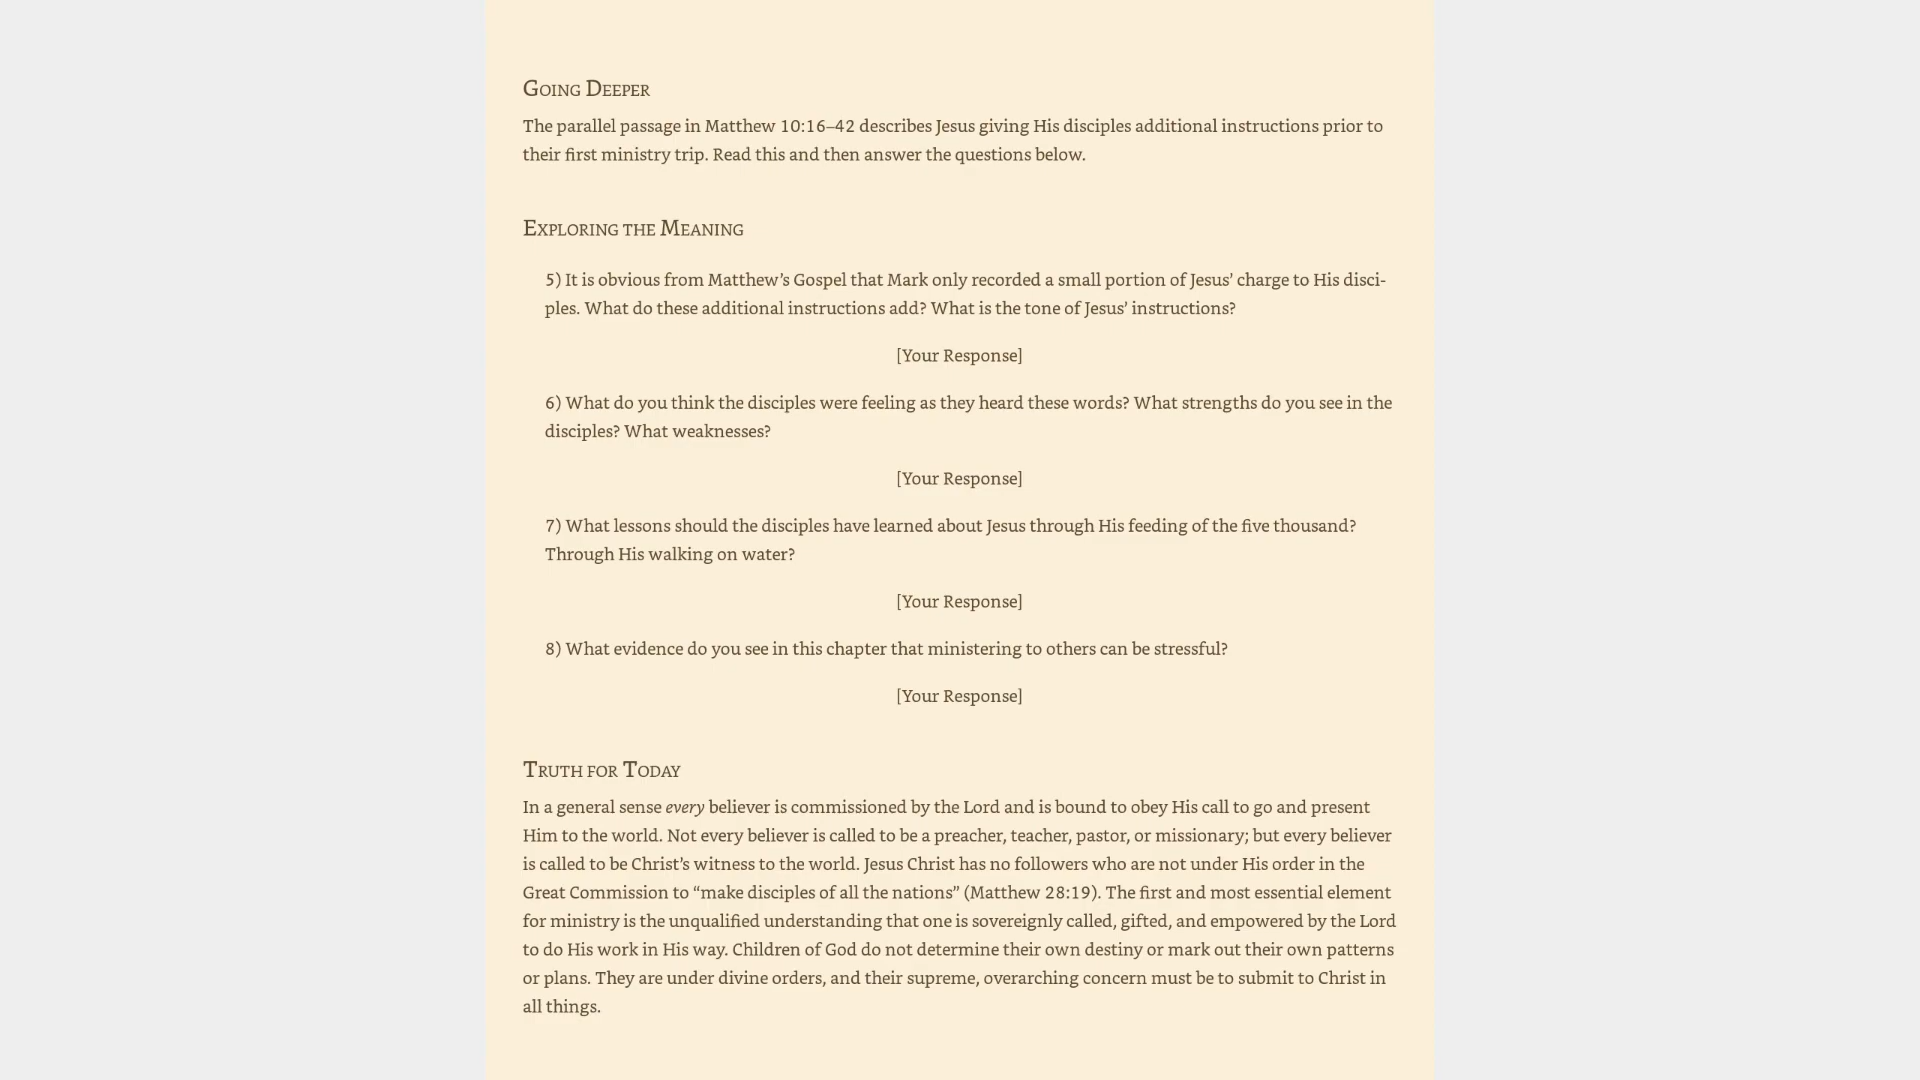 Going Deeper
The parallel passage in Matthew 10:16–42 describes Jesus giving His disciples additional instructions prior to
their first ministry trip. Read this and then answer the questions below.
Exploring the Meaning
5) It is obvious from Matthew’s Gospel that Mark only recorded a small portion of Jesus’ charge to His disci-
ples. What do these additional instructions add? What is the tone of Jesus’ instructions?
[Your Response]
6) What do you think the disciples were feeling as they heard these words? What strengths do you see in the
disciples? What weaknesses?
[Your Response]
7) What lessons should the disciples have learned about Jesus through His feeding of the five thousand?
Through His walking on water?
[Your Response]
8) What evidence do you see in this chapter that ministering to others can be stressful?
[Your Response]
Truth for Today
In a general sense every believer is commissioned by the Lord and is bound to obey His call to go and present
Him to the world. Not every believer is called to be a preacher, teacher, pastor, or missionary; but every believer
is called to be Christ’s witness to the world. Jesus Christ has no followers who are not under His order in the
Great Commission to “make disciples of all the nations” (Matthew 28:19). The first and most essential element
for ministry is the unqualified understanding that one is sovereignly called, gifted, and empowered by the Lord
to do His work in His way. Children of God do not determine their own destiny or mark out their own patterns
or plans. They are under divine orders, and their supreme, overarching concern must be to submit to Christ in
all things.